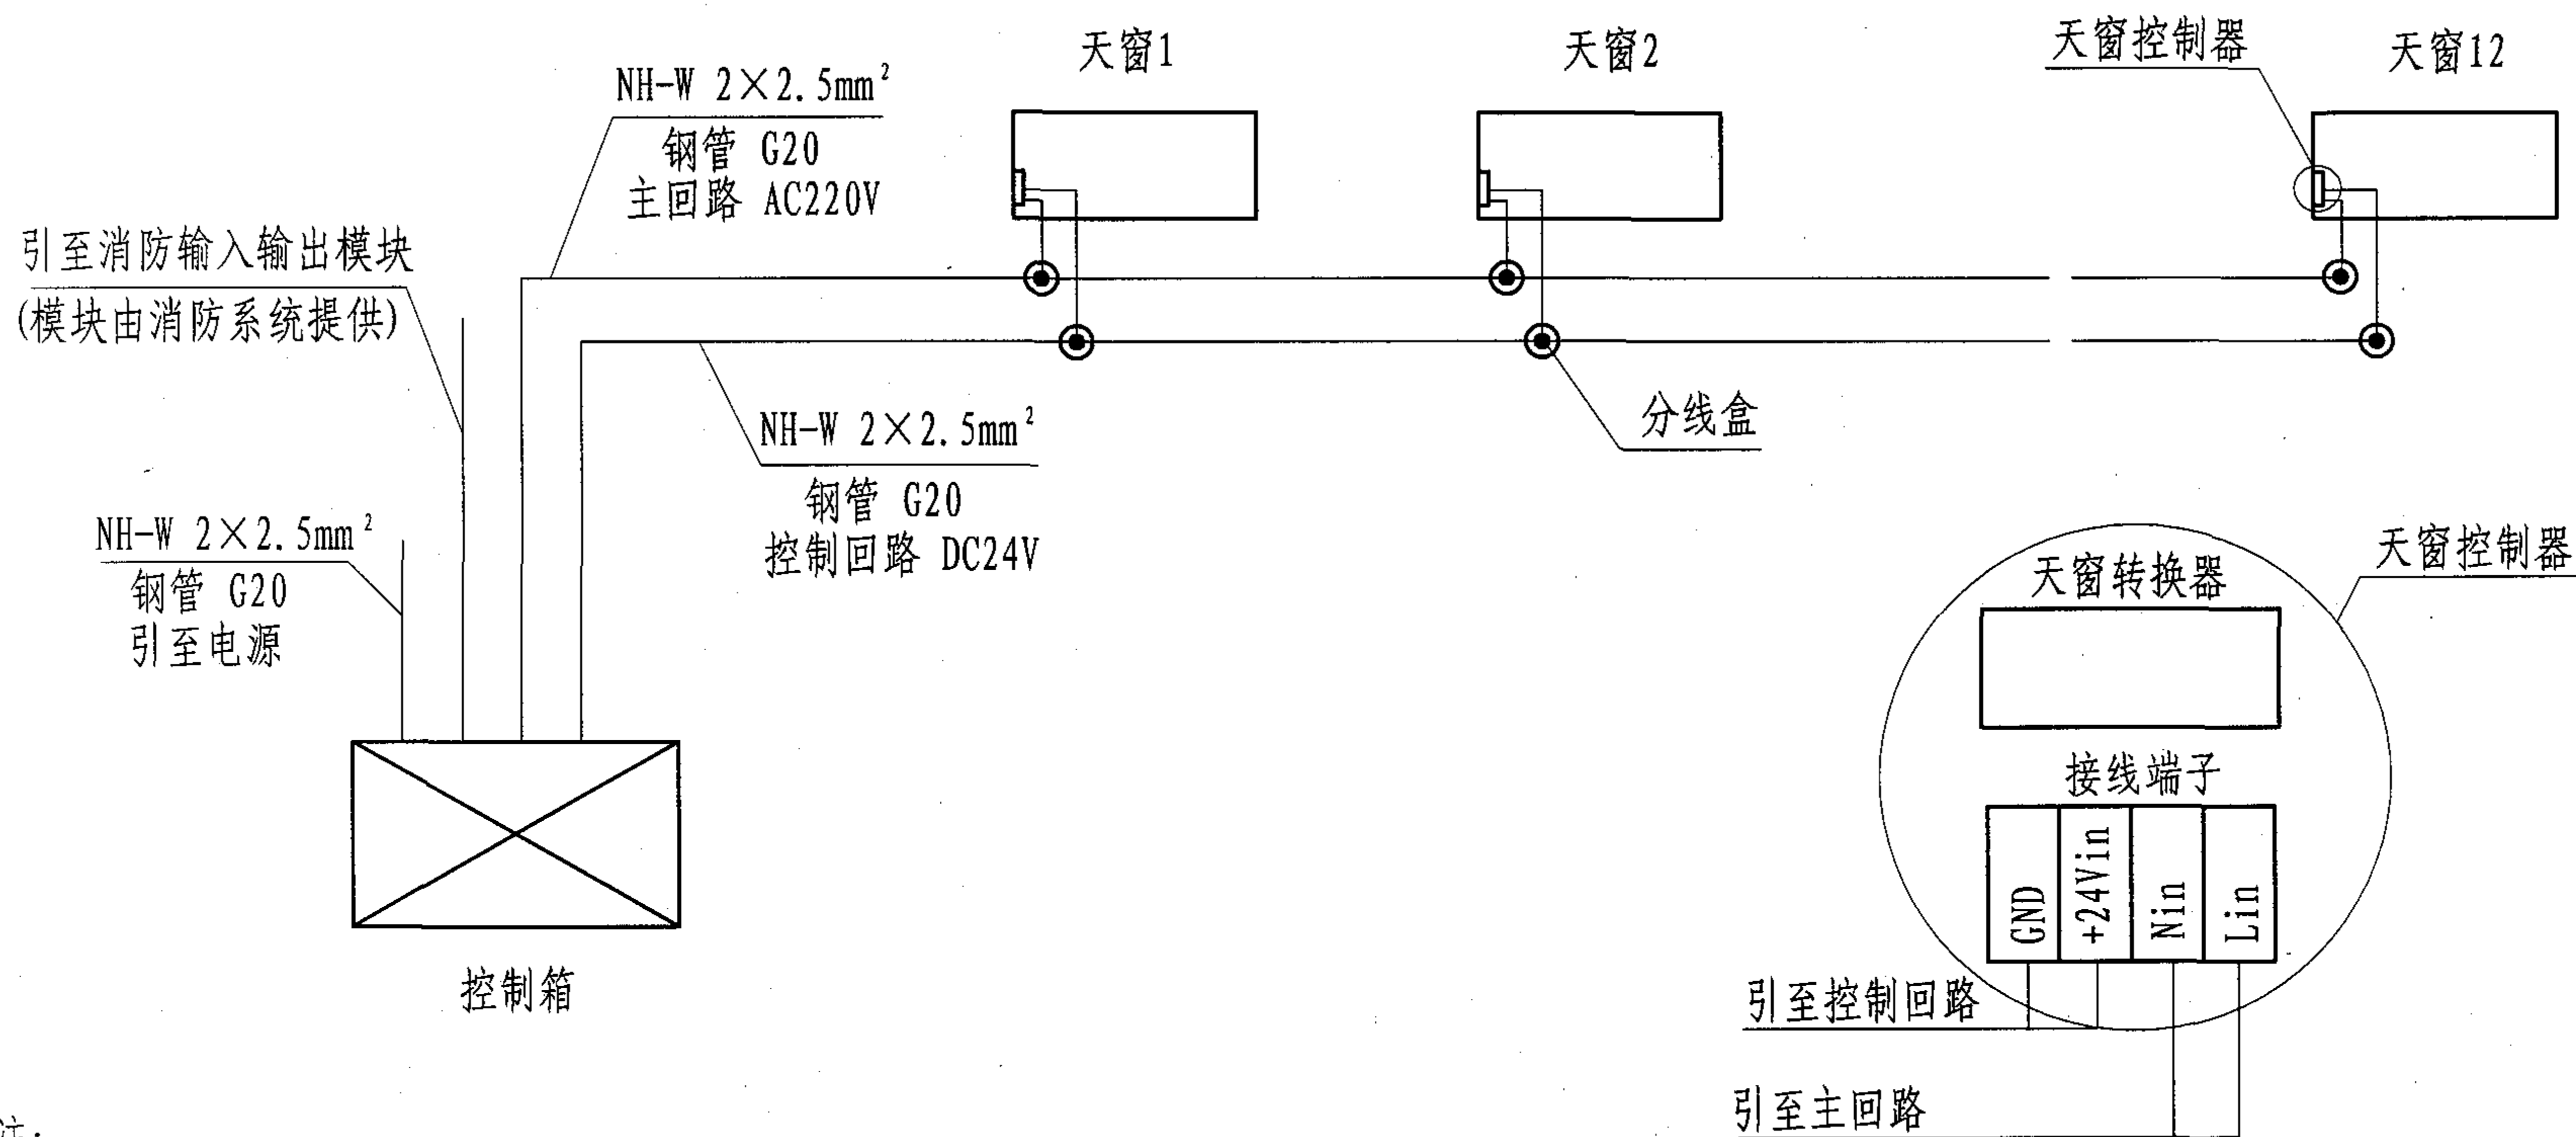 天窗1
天窗2
天窗控制器
天窗12
NH-W 2×2.5mm²
钢管 G20
主回路 AC220V
引至消防输入输出模块
(模块由消防系统提供)
NH-W 2×2.5mm²
钢管 G20
控制回路 DC24V
分线盒
NH-W 2×2.5mm²
钢管 G20
引至电源
控制箱
天窗控制器
天窗转换器
接线端子
GND
+24Vin
Nin
Lin
引至控制回路
引至主回路
注: